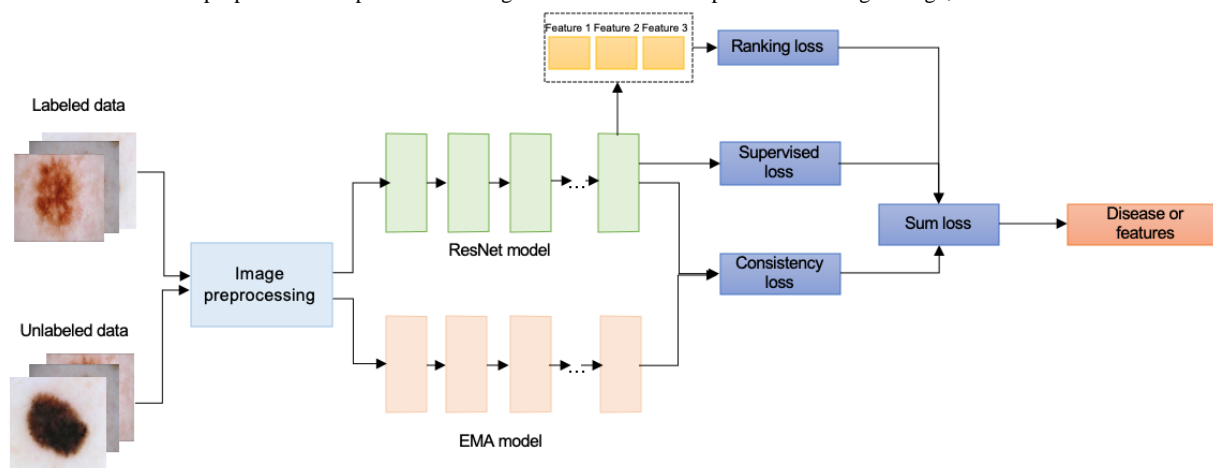 Feature 1 Feature 2 Feature 3
Ranking loss
Labeled data
Supervised
loss
Disease or
features
Sum loss
ResNet model
Image
preprocessing
Consistency
loss
Unlabeled data
EMA model
...
...